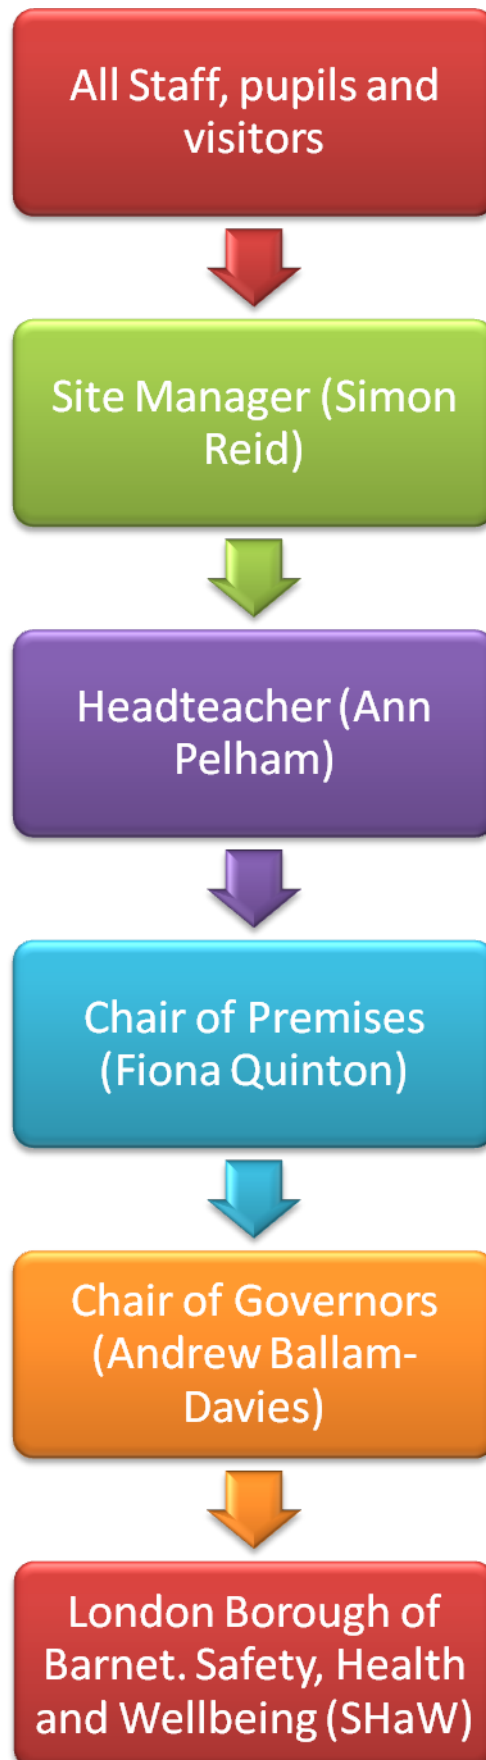 All Staff, pupils and
visitors
Site Manager (Simon
Reid)
Headteacher (Ann
Pelham)
Chair of Premises
(Fiona Quinton)
Chair of Governors
(Andrew Ballam-
Davies)
London Borough of
Barnet. Safety, Health
and Wellbeing (SHaW)